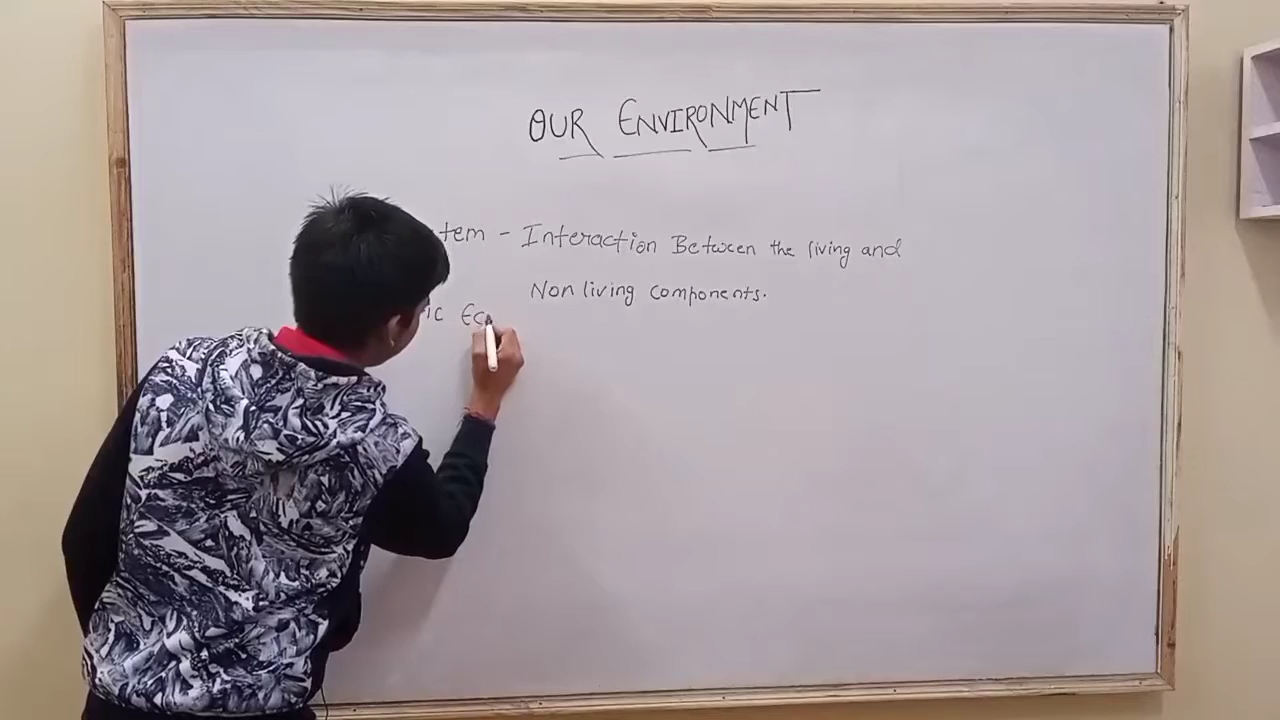 OUR ENVIRONMENT
tem - Interaction Between the living and
Non living components.
ic Ec